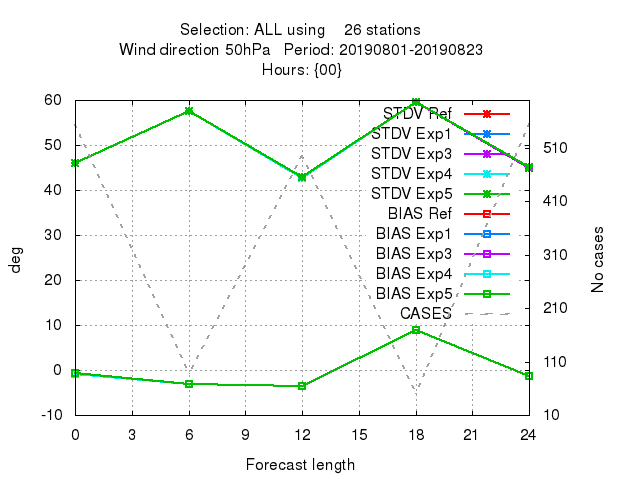 Selection: ALL using 26 stations
Wind direction 50hPa Period: 20190801-20190823
Hours: {00}
60
50
40
30
20
10
0
-10
deg
510
410
310
210
110
10
No cases
STDV Ref
STDV Exp1
STDV Exp3
STDV Exp4
STDV Exp5
BIAS Ref
BIAS Exp1
BIAS Exp3
BIAS Exp4
BIAS Exp5
CASES
0 3 6 9 12 15 18 21 24
Forecast length